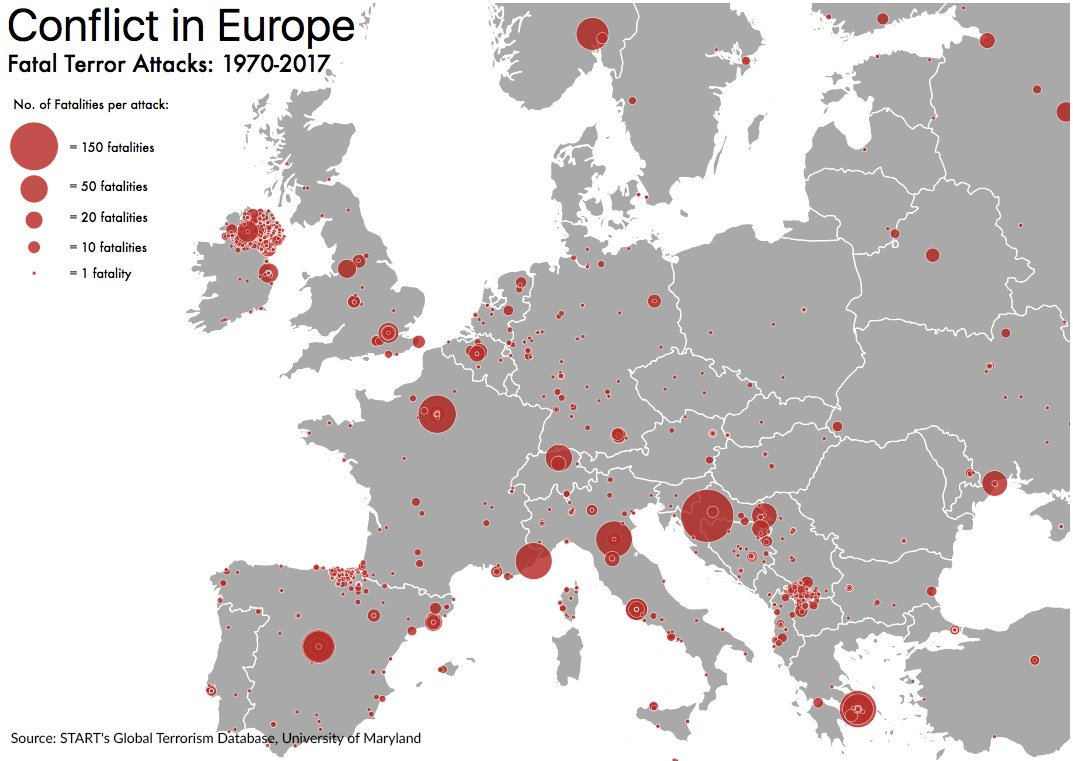 Conflict in Europe
Fatal Terror Attacks: 1970-2017
No. of Fatalities per attack:
= 150 fatalities
= 50 fatalities
= 20 fatalities
= 10 fatalities
= 1 fatality
Source: START's Global Terrorism Database, University of Maryland